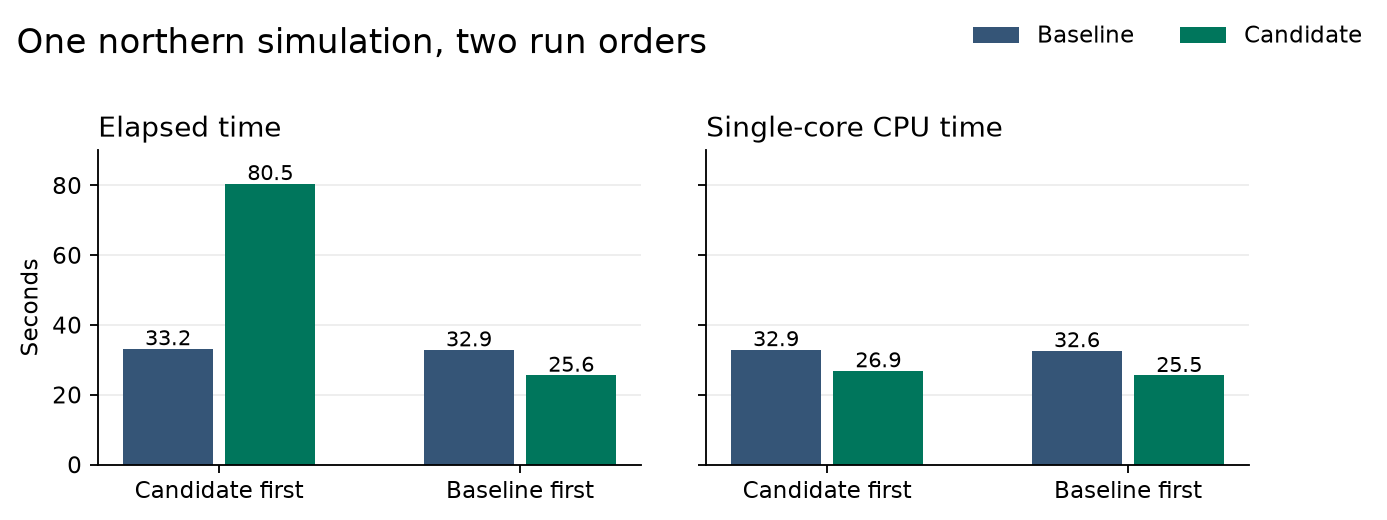 One northern simulation, two run orders
Baseline
Candidate
Elapsed time
Seconds
80
60
40
20
0
33.2
80.5
32.9
25.6
Candidate first
Baseline first
Single-core CPU time
32.9
26.9
32.6
25.5
Candidate first
Baseline first